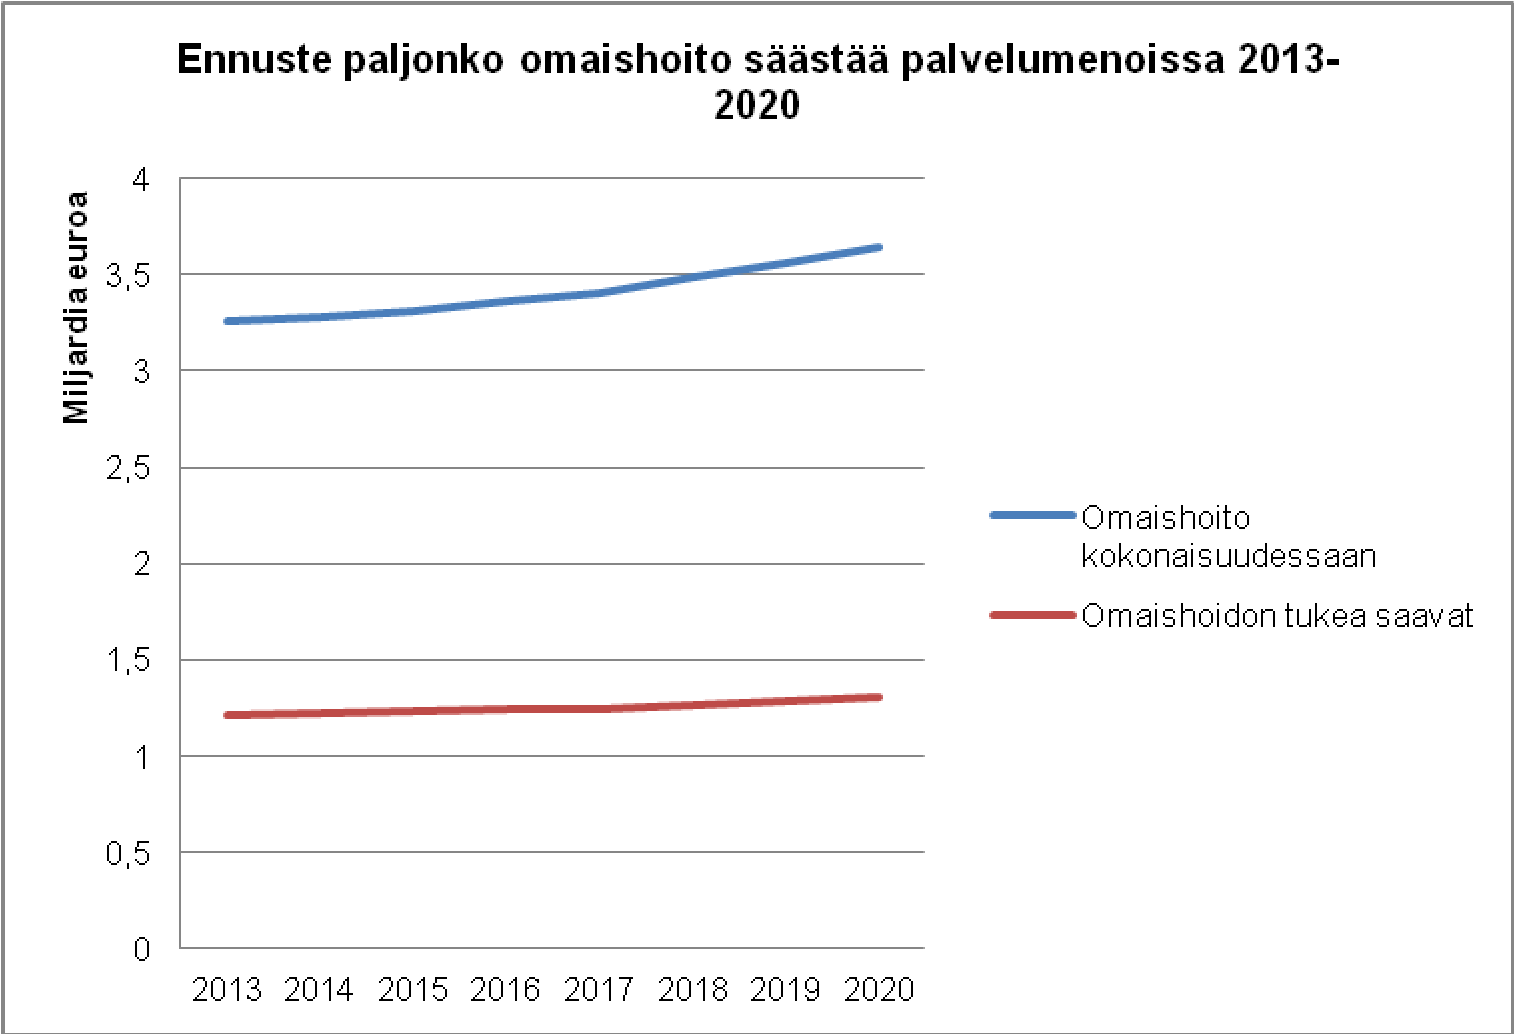 Ennuste paljonko omaishoito säästää palvelumenoissa 2013-
2020
Miljardia euroa
4
3,5
3
2,5
2
1,5
1
0,5
0
2013 2014 2015 2016 2017 2018 2019 2020
Omaishoito
kokonaisuudessaan
Omaishoidon tukea saavat